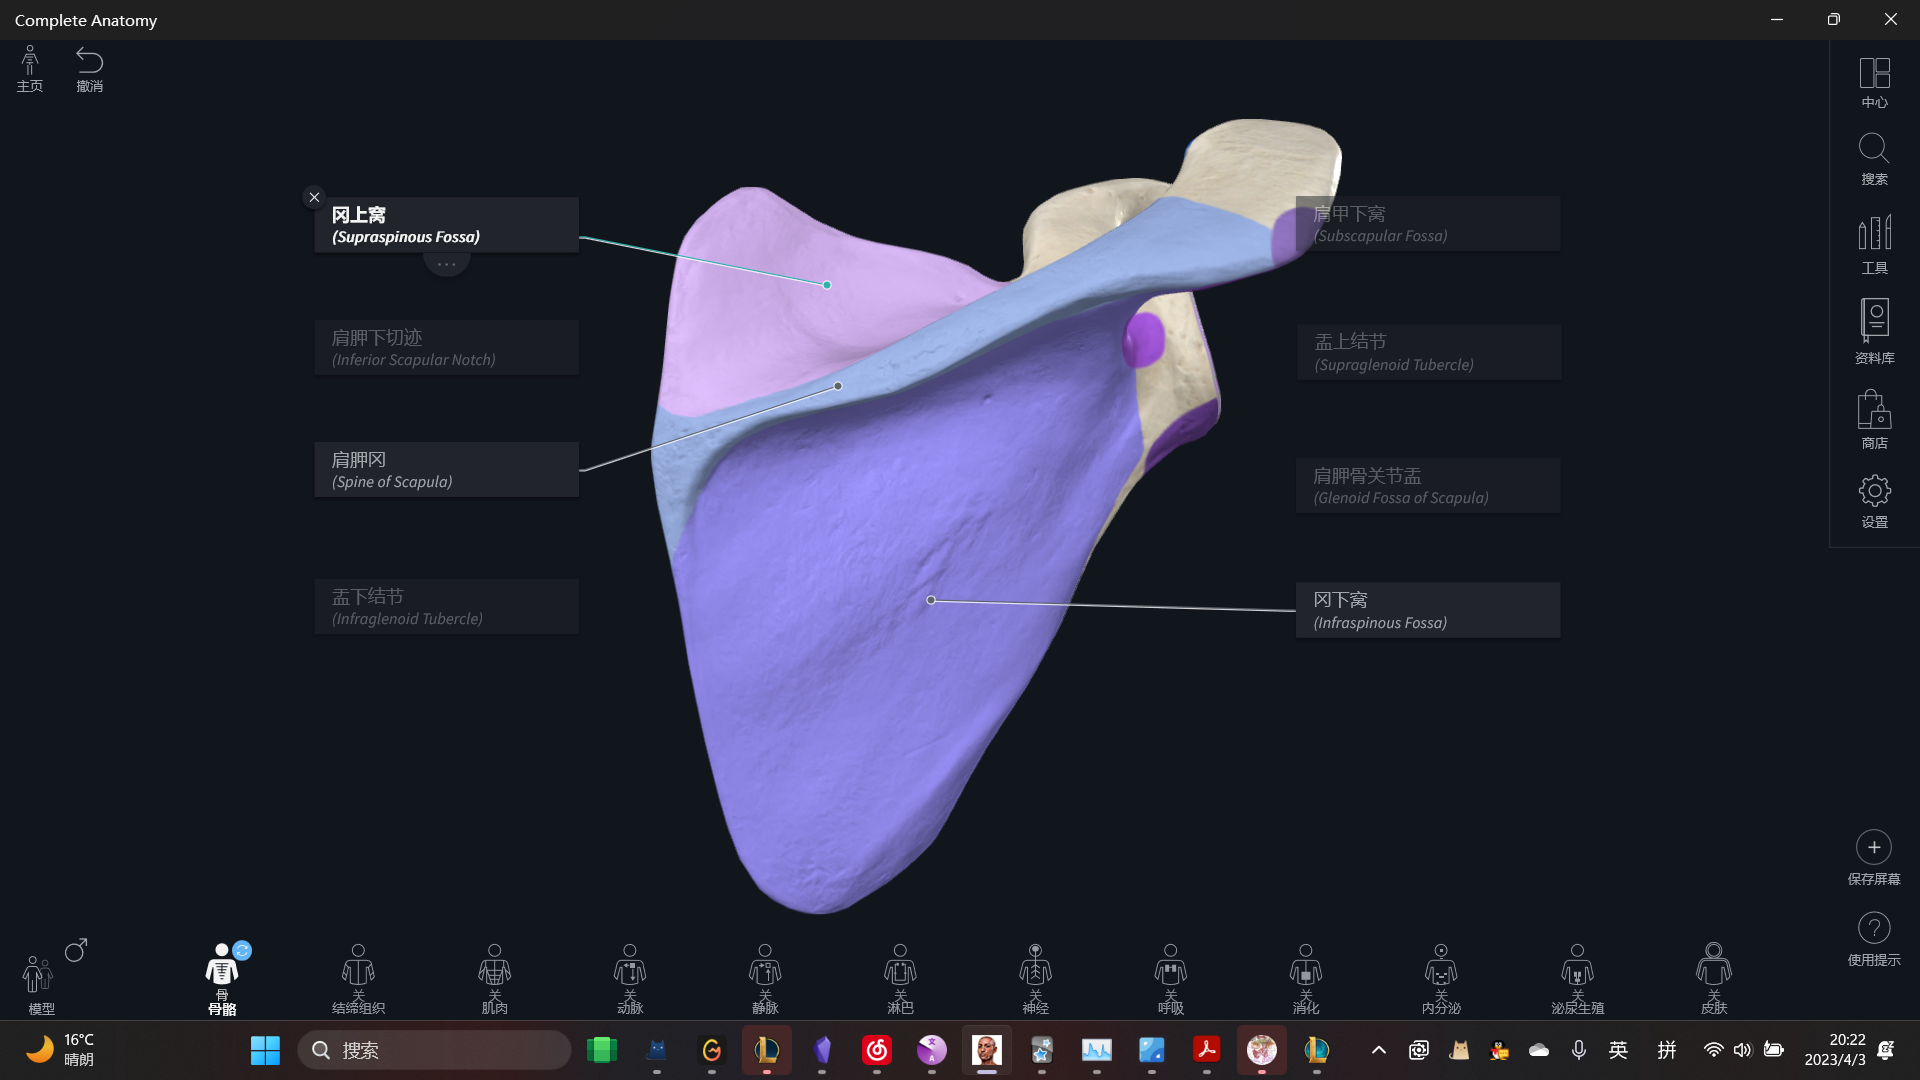 Complete Anatomy
主页
撤消
中心
搜索
工具
资料库
商店
设置
冈上窝
(Supraspinous Fossa)
肩胛下切迹
(Inferior Scapular Notch)
肩胛冈
(Spine of Scapula)
盂下结节
(Infraglenoid Tubercle)
肩甲下窝
(Subscapular Fossa)
盂上结节
(Supraglenoid Tubercle)
肩胛骨关节盂
(Glenoid Fossa of Scapula)
冈下窝
(Infraspinous Fossa)
保存屏幕
使用提示
模型
骨
骨骼
关
结缔组织
关
肌肉
关
动脉
关
静脉
关
淋巴
关
神经
关
呼吸
关
消化
关
内分泌
关
泌尿生殖
关
皮肤
16°C
晴朗
搜索
英
拼
20:22
2023/4/3